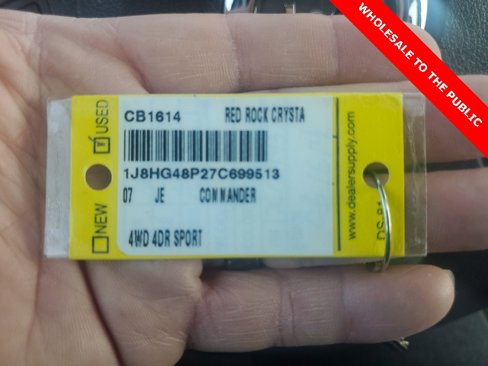 WHOLESALE TO THE PUBLIC
USED
NEW
CB1614 RED ROCK CRYSTA
1J8HG48P27C699513
07 JE COMMANDER
4WD 4DR SPORT
www.dealersupply.com